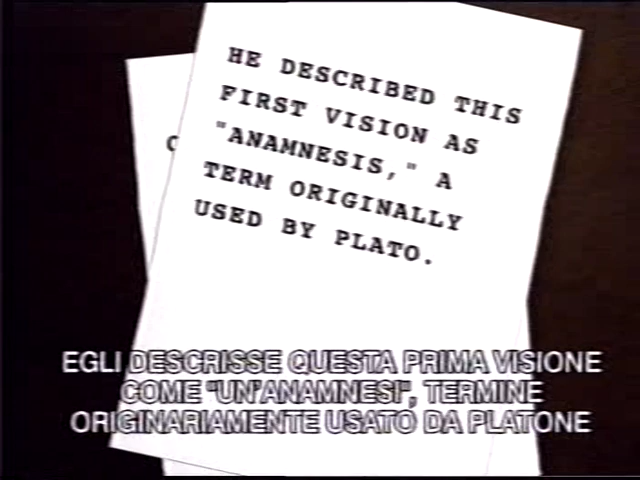 HE DESCRIBED THIS
FIRST VISION AS
"ANAMNESIS," A
TERM ORIGINALLY
USED BY PLATO.
EGLI DESCRISSE QUESTA PRIMA VISIONE
COME "UN'ANAMNESI", TERMINE
ORIGINARIAMENTE USATO DA PLATONE